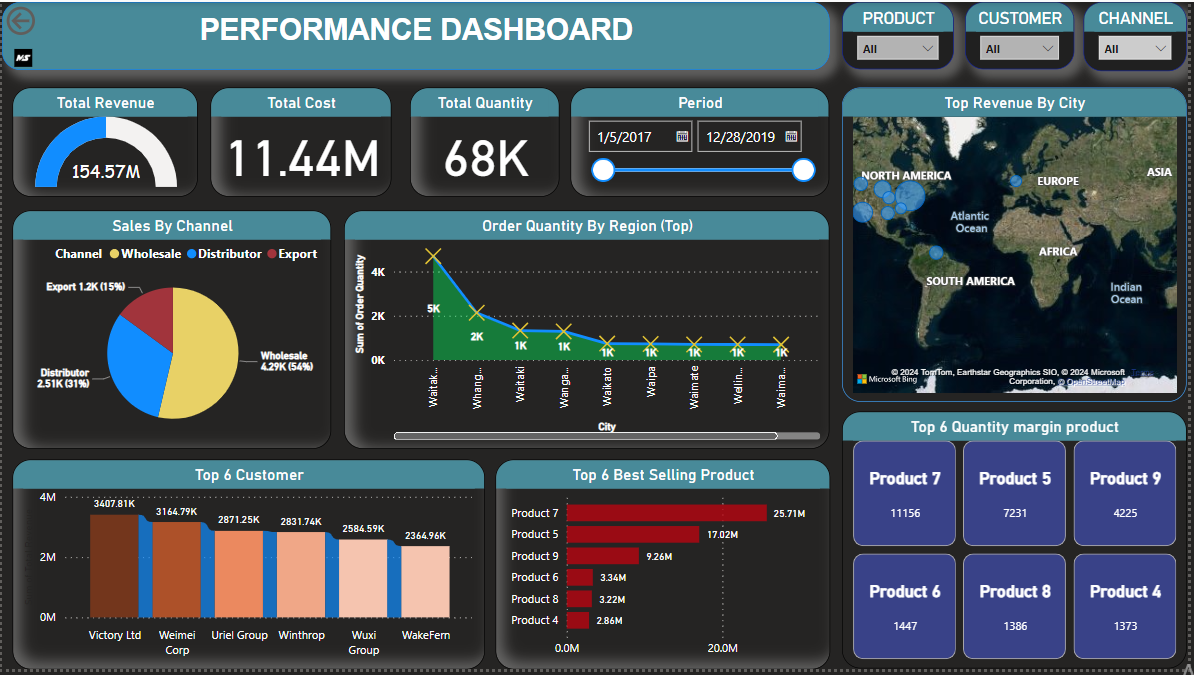 PERFORMANCE DASHBOARD
MS
PRODUCT
All
CUSTOMER
All
CHANNEL
All
Total Revenue
154.57M
Total Cost
11.44M
Total Quantity
68K
Period
1/5/2017
12/28/2019
Top Revenue By City
NORTH AMERICA
EUROPE
ASIA
Atlantic
Ocean
AFRICA
SOUTH AMERICA
Indian
Ocean
© 2024 TomTom, Earthstar Geographics SIO, © 2024 Microsoft
Corporation, © OpenStreetMap
Microsoft Bing
Sales By Channel
Channel Wholesale Distributor Export
Export 1.2K (15%)
Wholesale
4.29K (54%)
Distributor
2.51K (31%)
Order Quantity By Region (Top)
Sum of Order Quantity
4K
2K
0K
5K
2K
1K
1K
1K
1K
1K
1K
1K
Waitak...
Whang...
Waitaki
Wanga...
Waikato
Waipa
Waimate
Wellin...
Waima...
City
Top 6 Customer
4M
2M
0M
3407.81K
3164.79K
2871.25K
2831.74K
2584.59K
2364.96K
Victory Ltd
Weimei
Corp
Uriel Group
Winthrop
Wuxi
Group
WakeFern
Top 6 Best Selling Product
Product 7 25.71M
Product 5 17.02M
Product 9 9.26M
Product 6 3.34M
Product 8 3.22M
Product 4 2.86M
0.0M 20.0M
Top 6 Quantity margin product
Product 7
11156
Product 5
7231
Product 9
4225
Product 6
1447
Product 8
1386
Product 4
1373